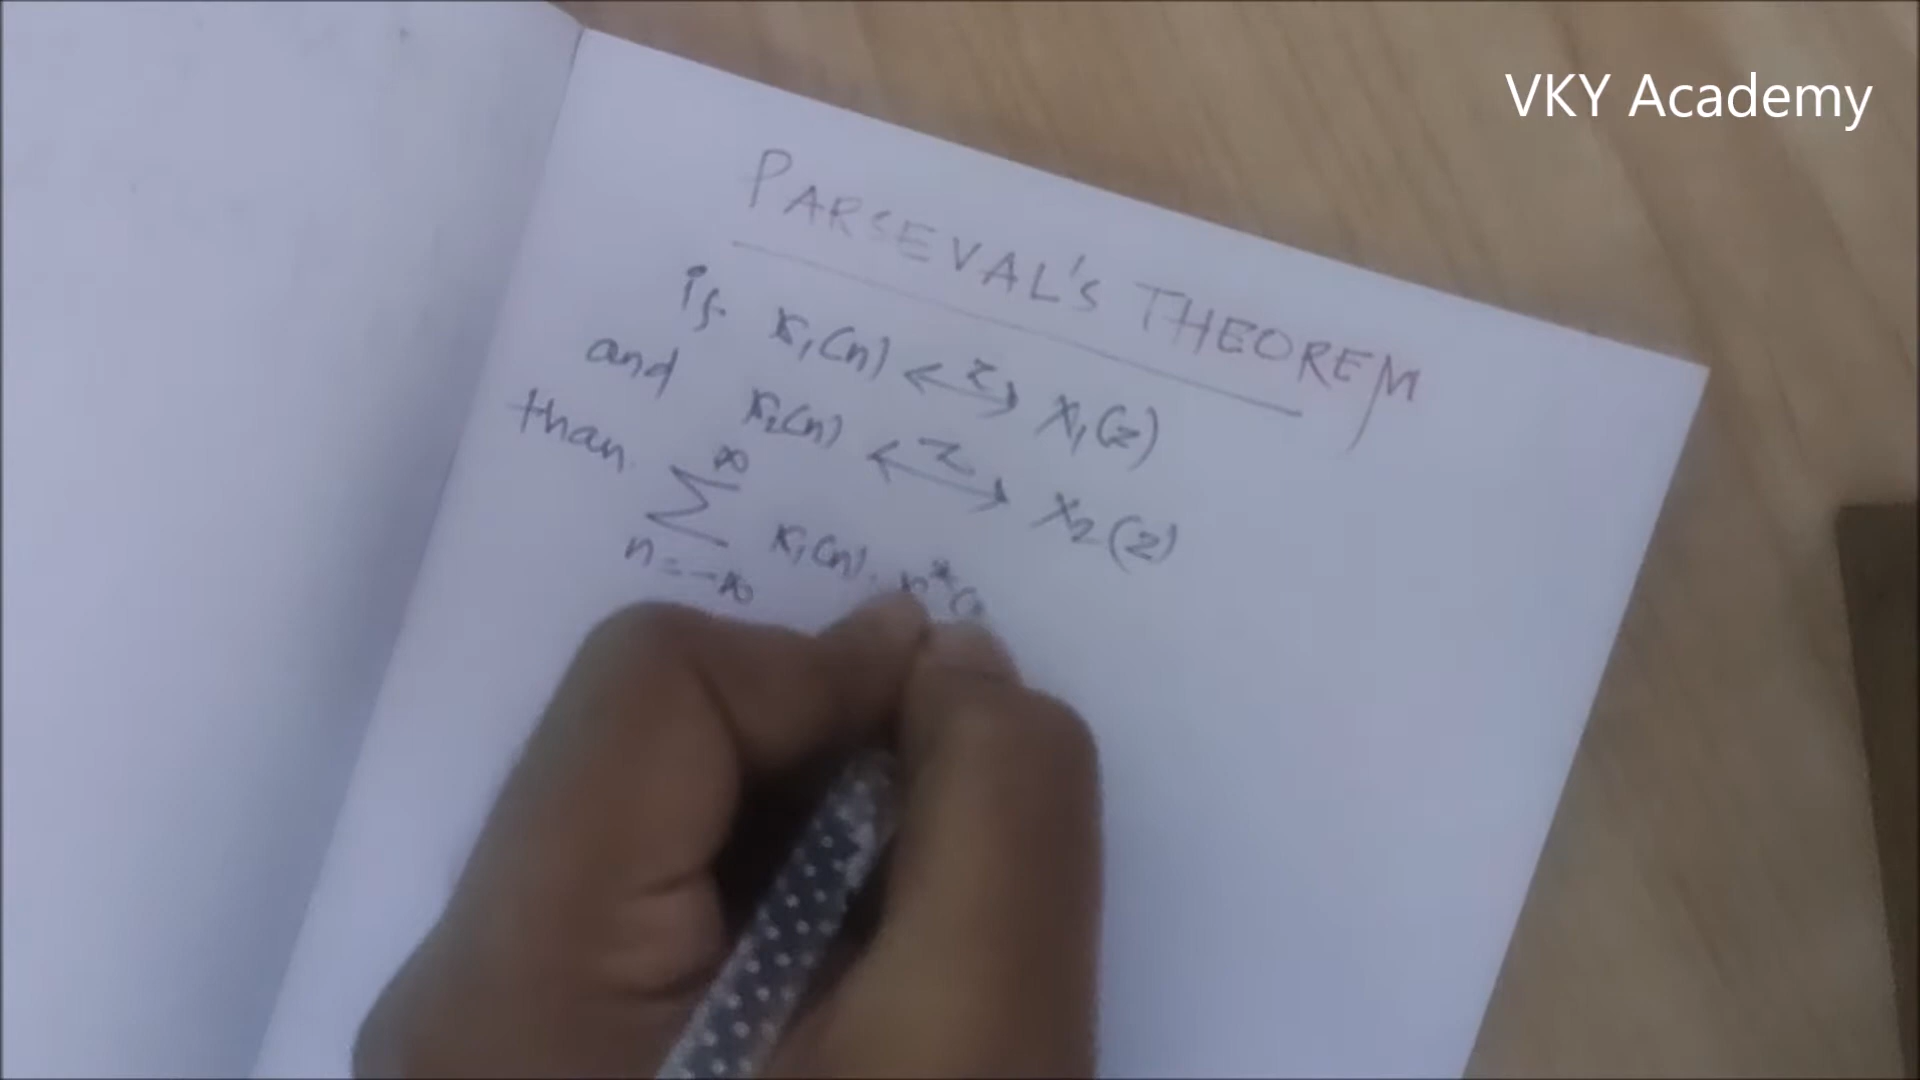 VKY Academy
PARSEVAL'S THEOREM
if x₁(n) ⟷ᶻ X₁(z)
and x₂(n) ⟷ᶻ X₂(z)
than ∞
∑ x₁(n). x*(
n=-∞